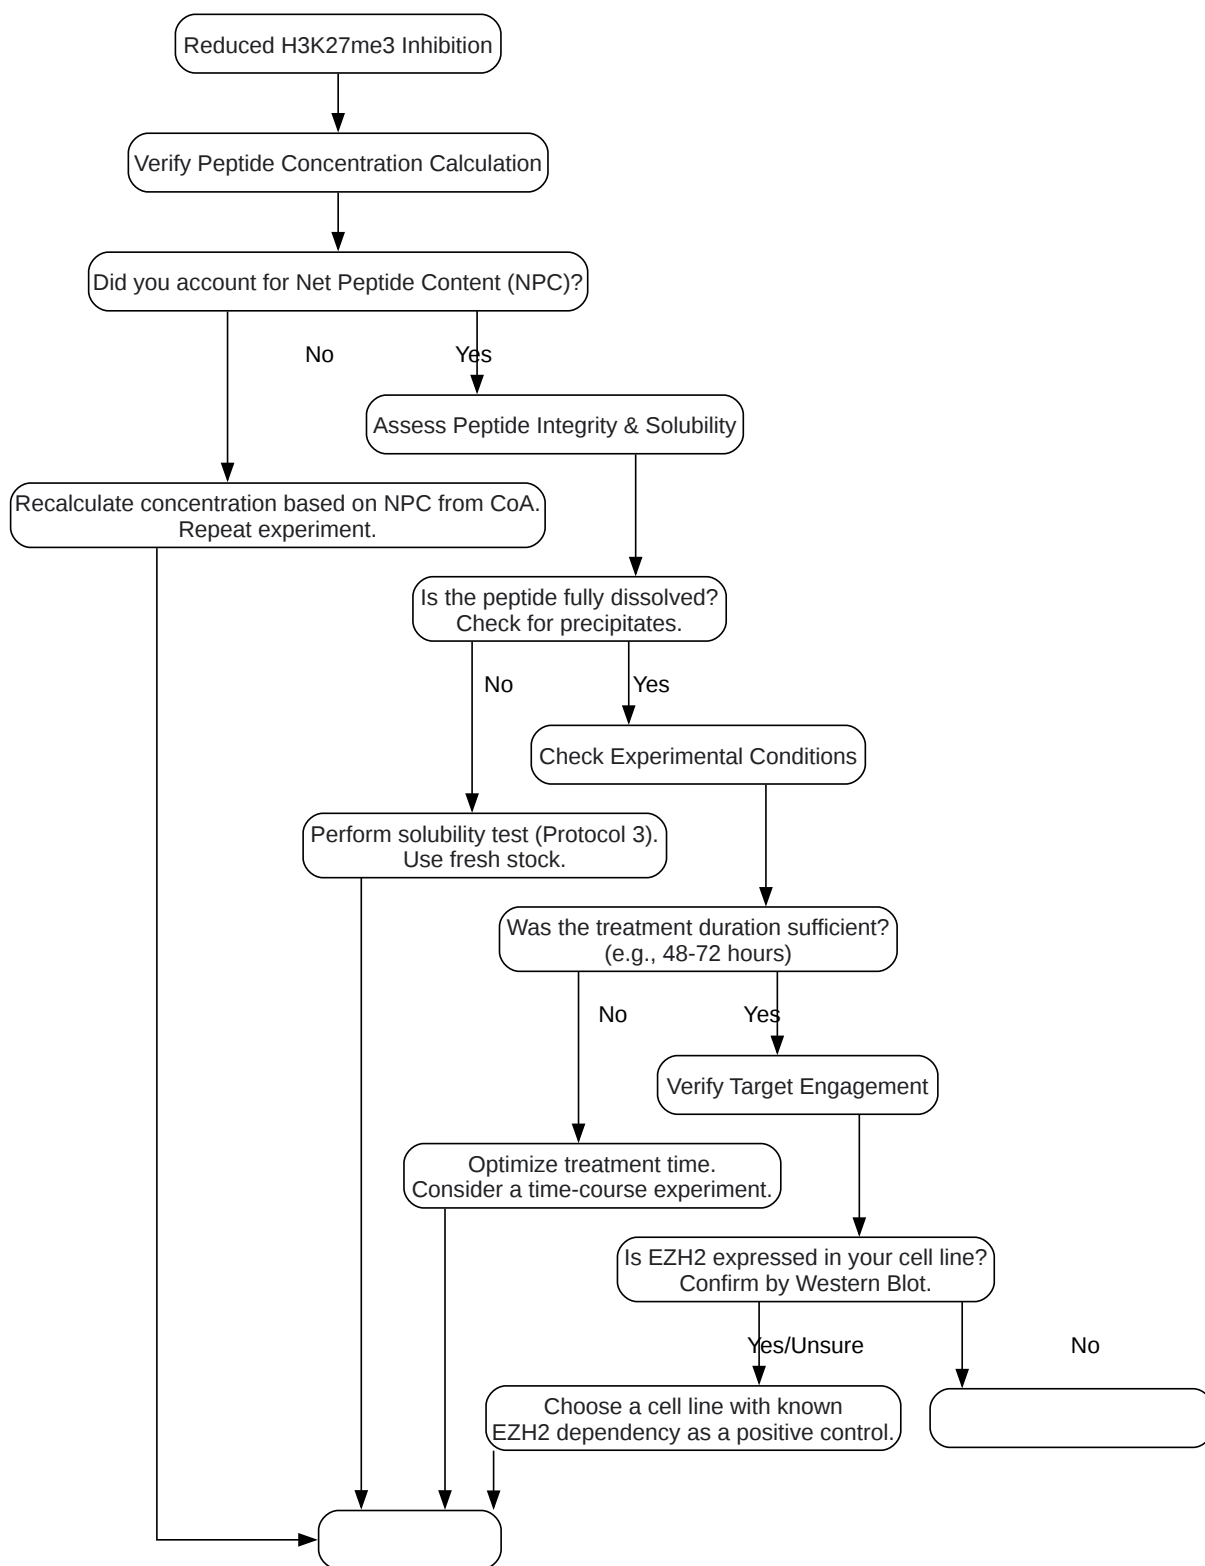 Reduced H3K27me3 Inhibition
Verify Peptide Concentration Calculation
Did you account for Net Peptide Content (NPC)?
No
Yes
Assess Peptide Integrity & Solubility
Recalculate concentration based on NPC from CoA.
Repeat experiment.
Is the peptide fully dissolved?
Check for precipitates.
No
Yes
Check Experimental Conditions
Perform solubility test (Protocol 3).
Use fresh stock.
Was the treatment duration sufficient?
(e.g., 48-72 hours)
No
Yes
Verify Target Engagement
Optimize treatment time.
Consider a time-course experiment.
Is EZH2 expressed in your cell line?
Confirm by Western Blot.
Yes/Unsure
No
Choose a cell line with known
EZH2 dependency as a positive control.